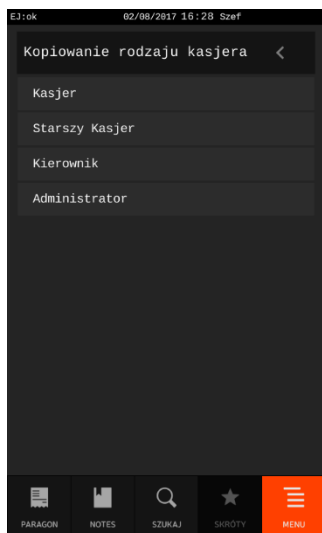 EJ:ok 02/08/2017 16:28 Szef
Kopiowanie rodzaju kasjera
Kasjer
Starszy Kasjer
Kierownik
Administrator
PARAGON NOTES SZUKAJ SKRÓTY MENU